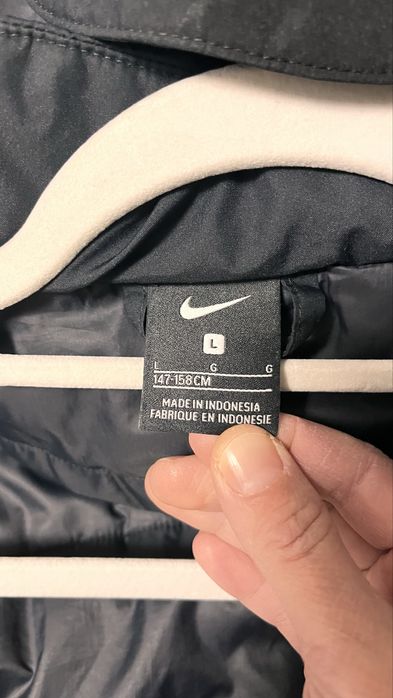 L
L G G
147-158CM
MADE IN INDONESIA
FABRIQUE EN INDONESIE